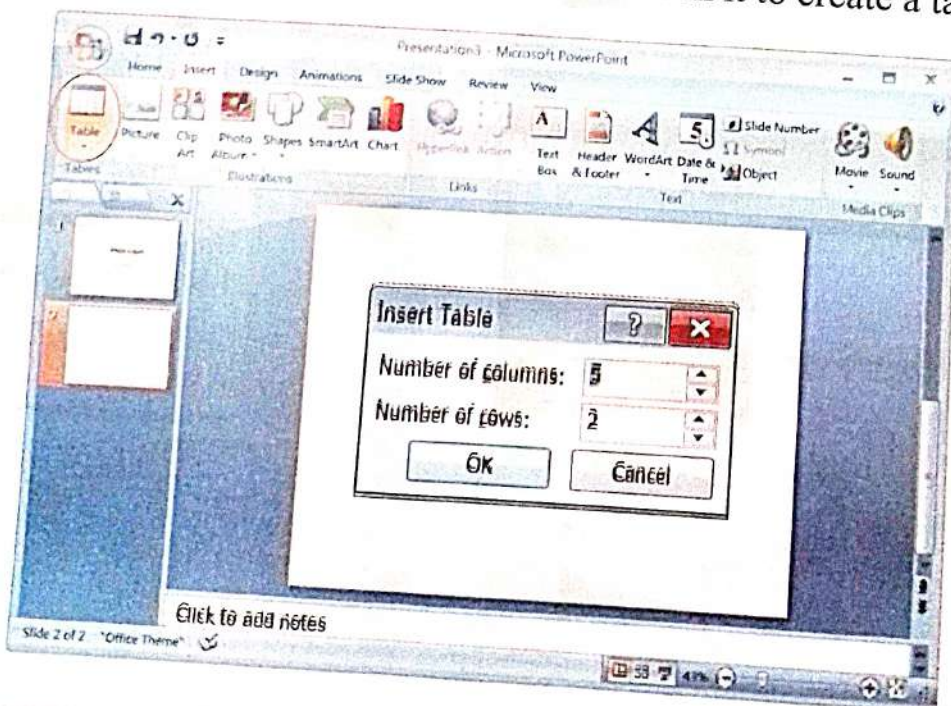 to create a ta
Presentation3 - Microsoft PowerPoint
Home Insert Design Animations Slide Show Review View
Table Picture Clip Art Photo Album Shapes SmartArt Chart Hyperlink Action Text Box Header & Footer WordArt Date & Time Slide Number Symbol Object Movie Sound
Tables Illustrations Links Text Media Clips
1
2
Insert Table
Number of columns: 5
Number of rows: 2
OK Cancel
Click to add notes
Slide 2 of 2 "Office Theme" 43%